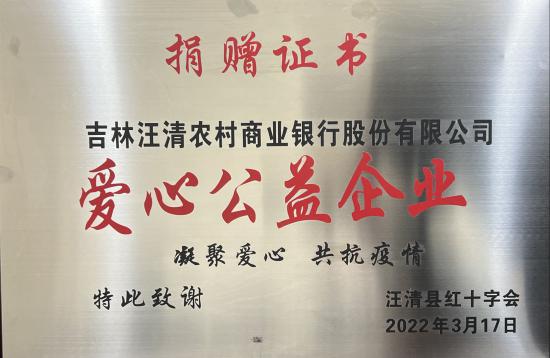 捐赠证书
吉林汪清农村商业银行股份有限公司
爱心公益企业
凝聚爱心 共抗疫情
特此致谢
汪清县红十字会
2022年3月17日